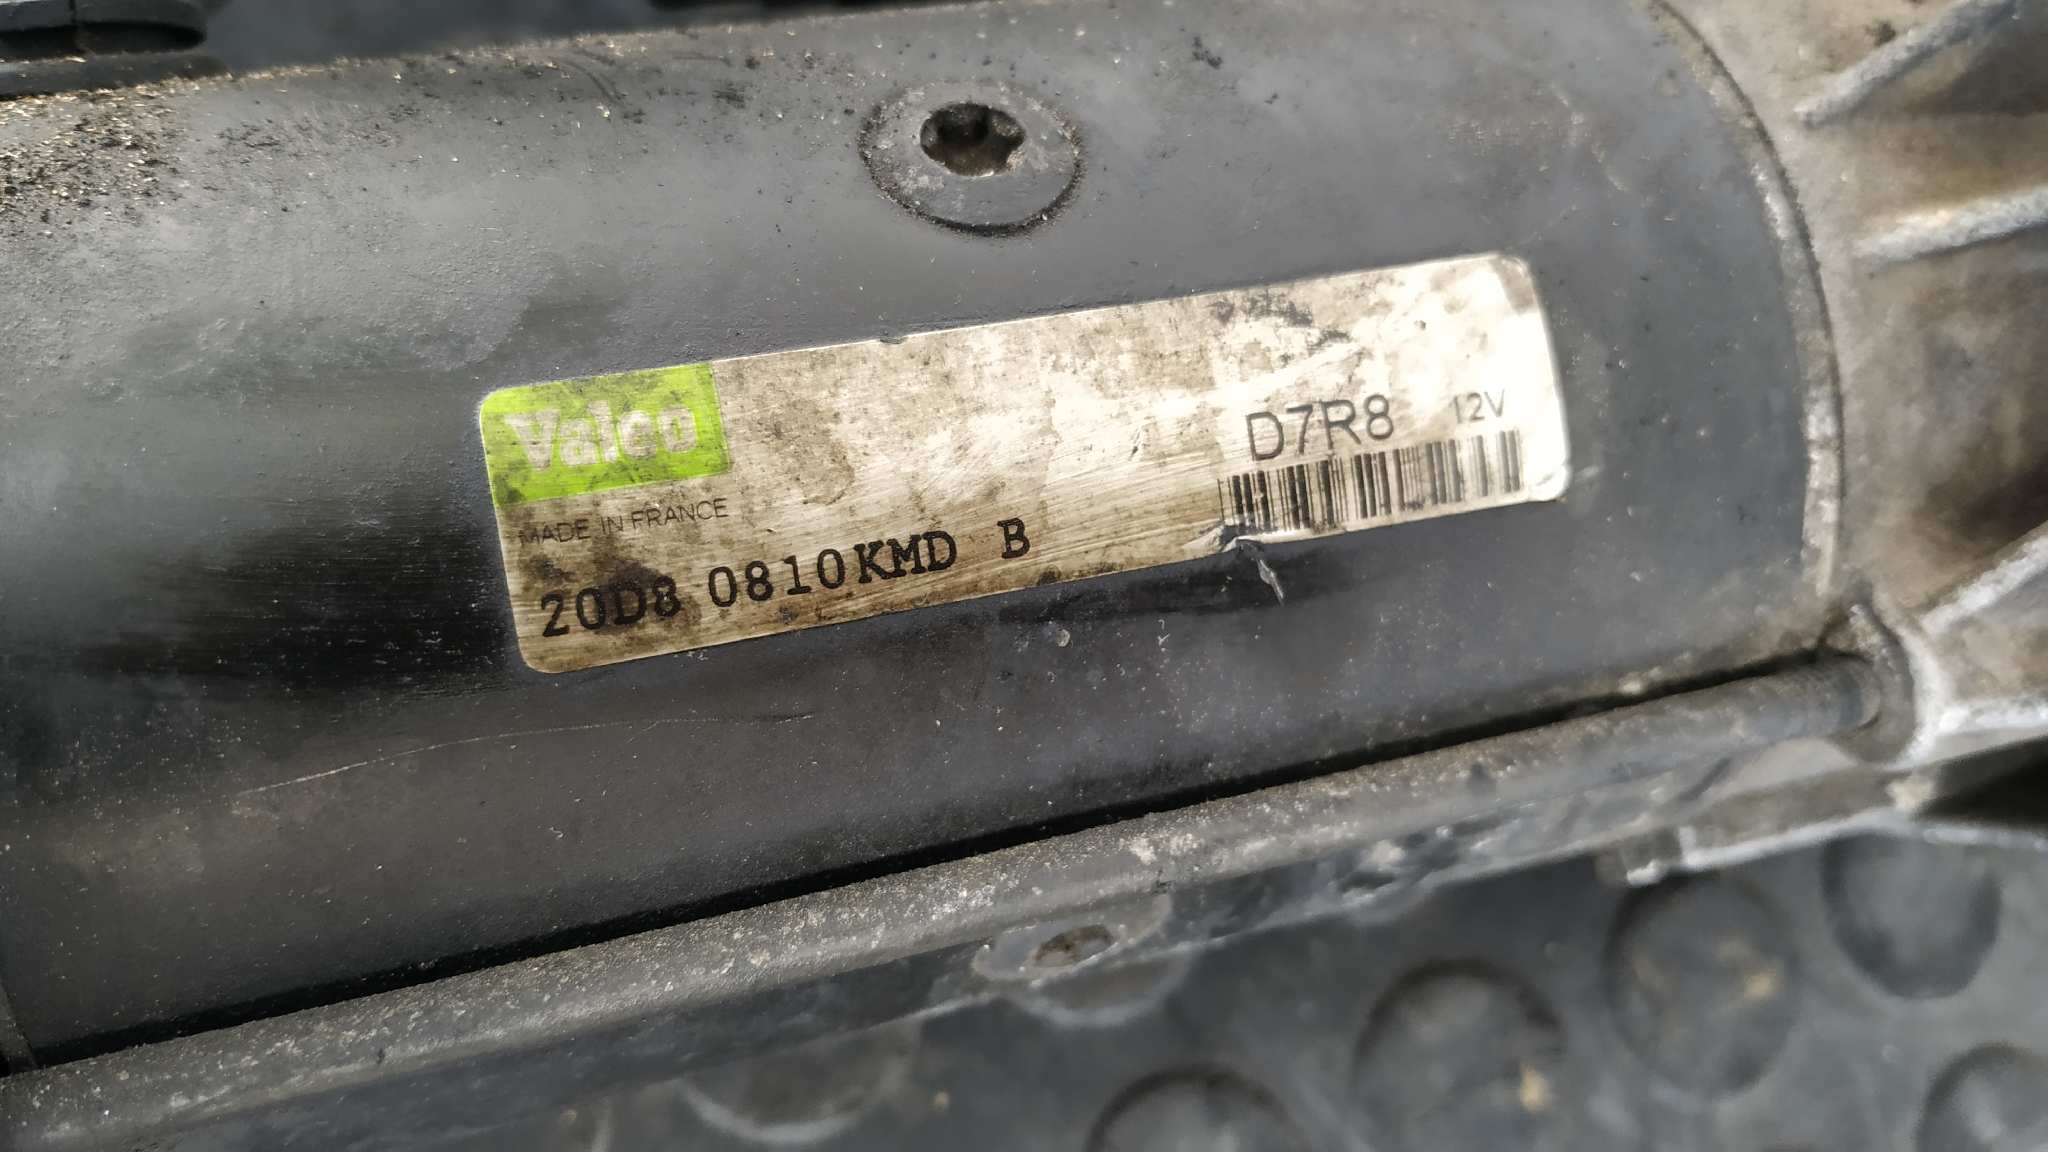 Valeo
D7R8 12V
MADE IN FRANCE
20D8 0810KMD B